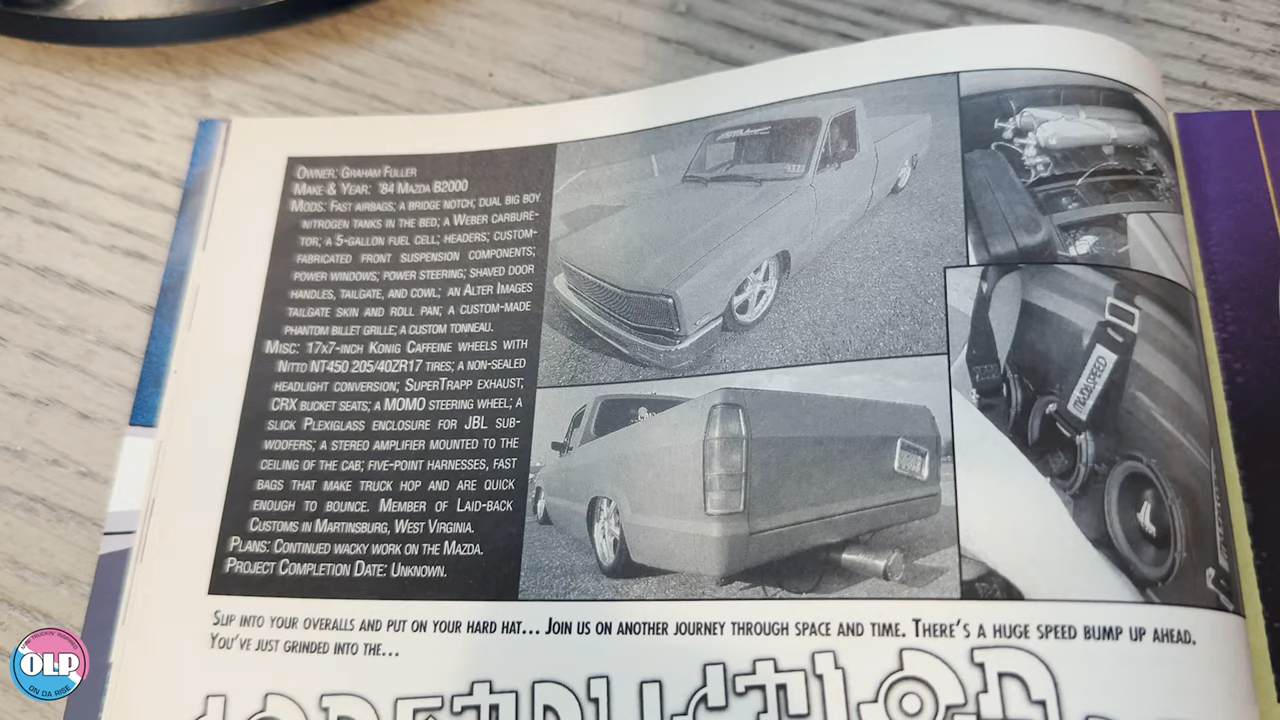 Owner: Graham Fuller
Make & Year: '84 Mazda B2000
Mods: Fast airbags; a bridge notch; dual big boy
nitrogen tanks in the bed; a Weber carbure-
tor; a 5-gallon fuel cell; headers; custom-
fabricated front suspension components;
power windows; power steering; shaved door
handles, tailgate, and cowl; an Alter Images
tailgate skin and roll pan; a custom-made
phantom billet grille; a custom tonneau.
Misc: 17x7-inch Konig Caffeine wheels with
Nitto NT450 205/40ZR17 tires; a non-sealed
headlight conversion; SuperTrapp exhaust;
CRX bucket seats; a MOMO steering wheel; a
slick Plexiglass enclosure for JBL sub-
woofers; a stereo amplifier mounted to the
ceiling of the cab; five-point harnesses, fast
bags that make truck hop and are quick
enough to bounce. Member of Laid-back
Customs in Martinsburg, West Virginia.
Plans: Continued wacky work on the Mazda.
Project Completion Date: Unknown.
MAZDASPEED
Slip into your overalls and put on your hard hat... Join us on another journey through space and time. There's a huge speed bump up ahead.
You've just grinded into the...
TRUCKIN' INSPIRED
OLP
ON DA RISE